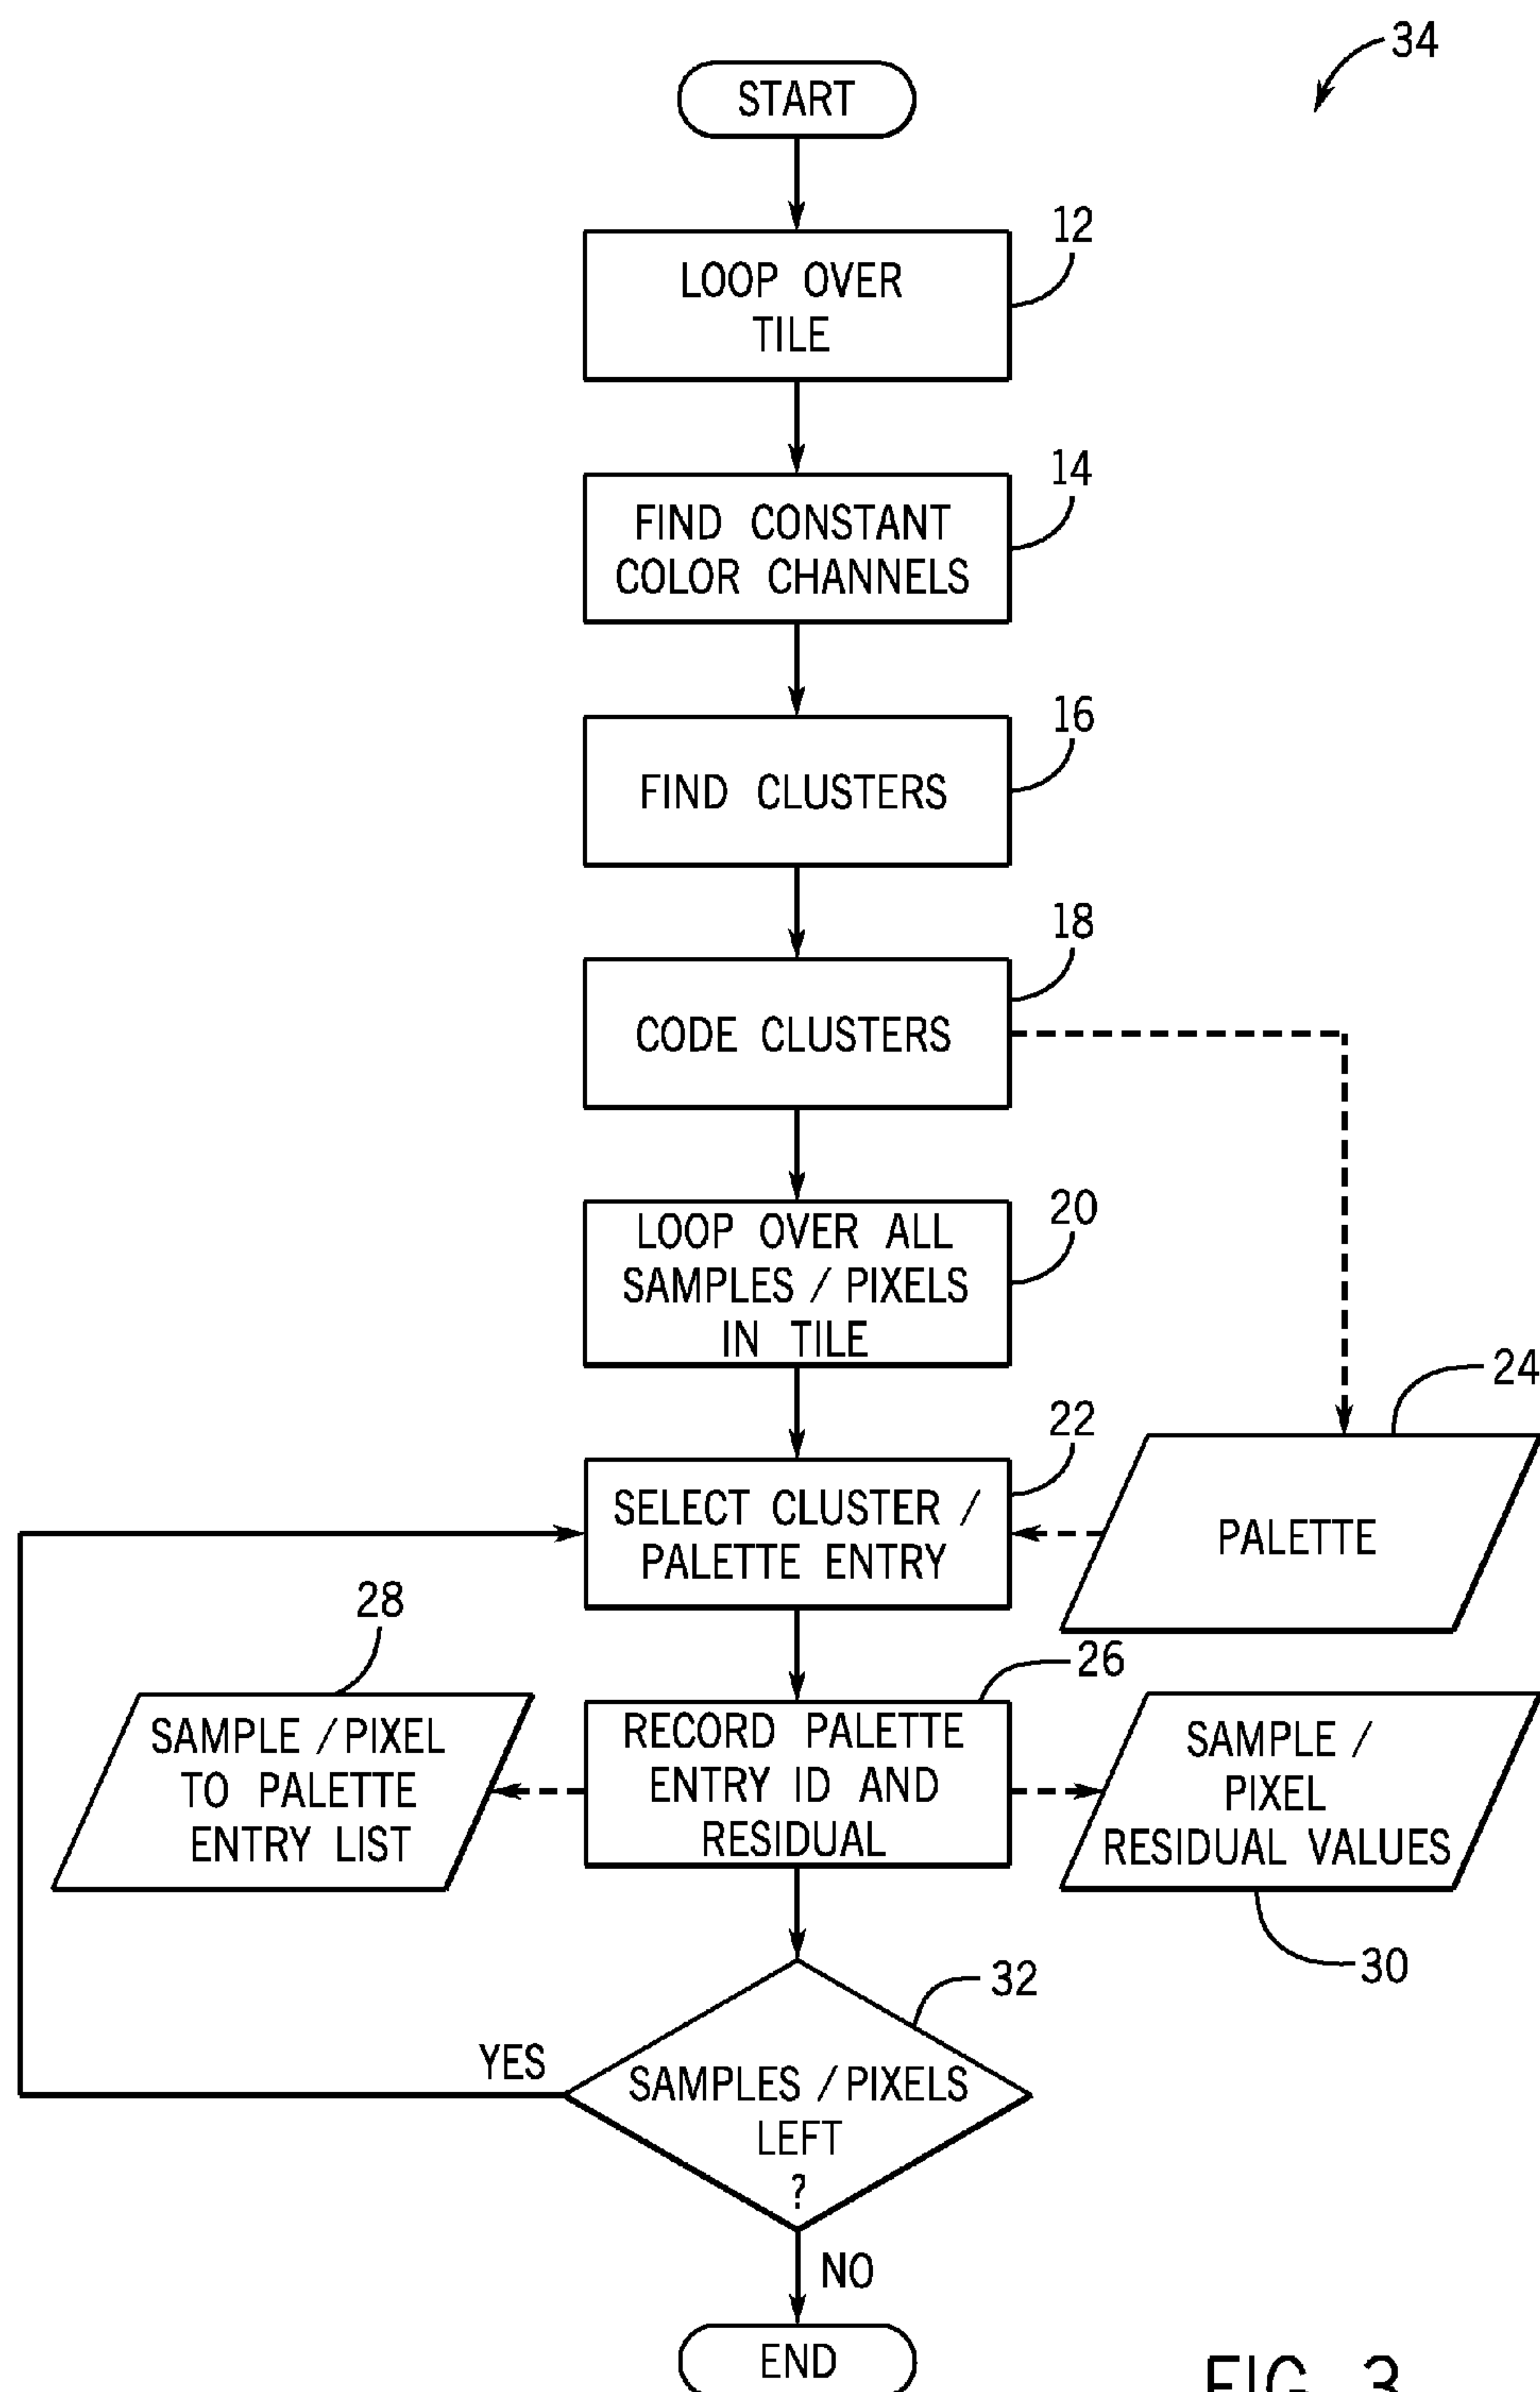 34
START
12
LOOP OVER
TILE
14
FIND CONSTANT
COLOR CHANNELS
16
FIND CLUSTERS
18
CODE CLUSTERS
20
LOOP OVER ALL
SAMPLES / PIXELS
IN TILE
24
22
SELECT CLUSTER /
PALETTE ENTRY
PALETTE
28
26
SAMPLE / PIXEL
TO PALETTE
ENTRY LIST
RECORD PALETTE
ENTRY ID AND
RESIDUAL
SAMPLE /
PIXEL
RESIDUAL VALUES
30
32
YES
SAMPLES / PIXELS
LEFT
?
NO
END
FIG. 3